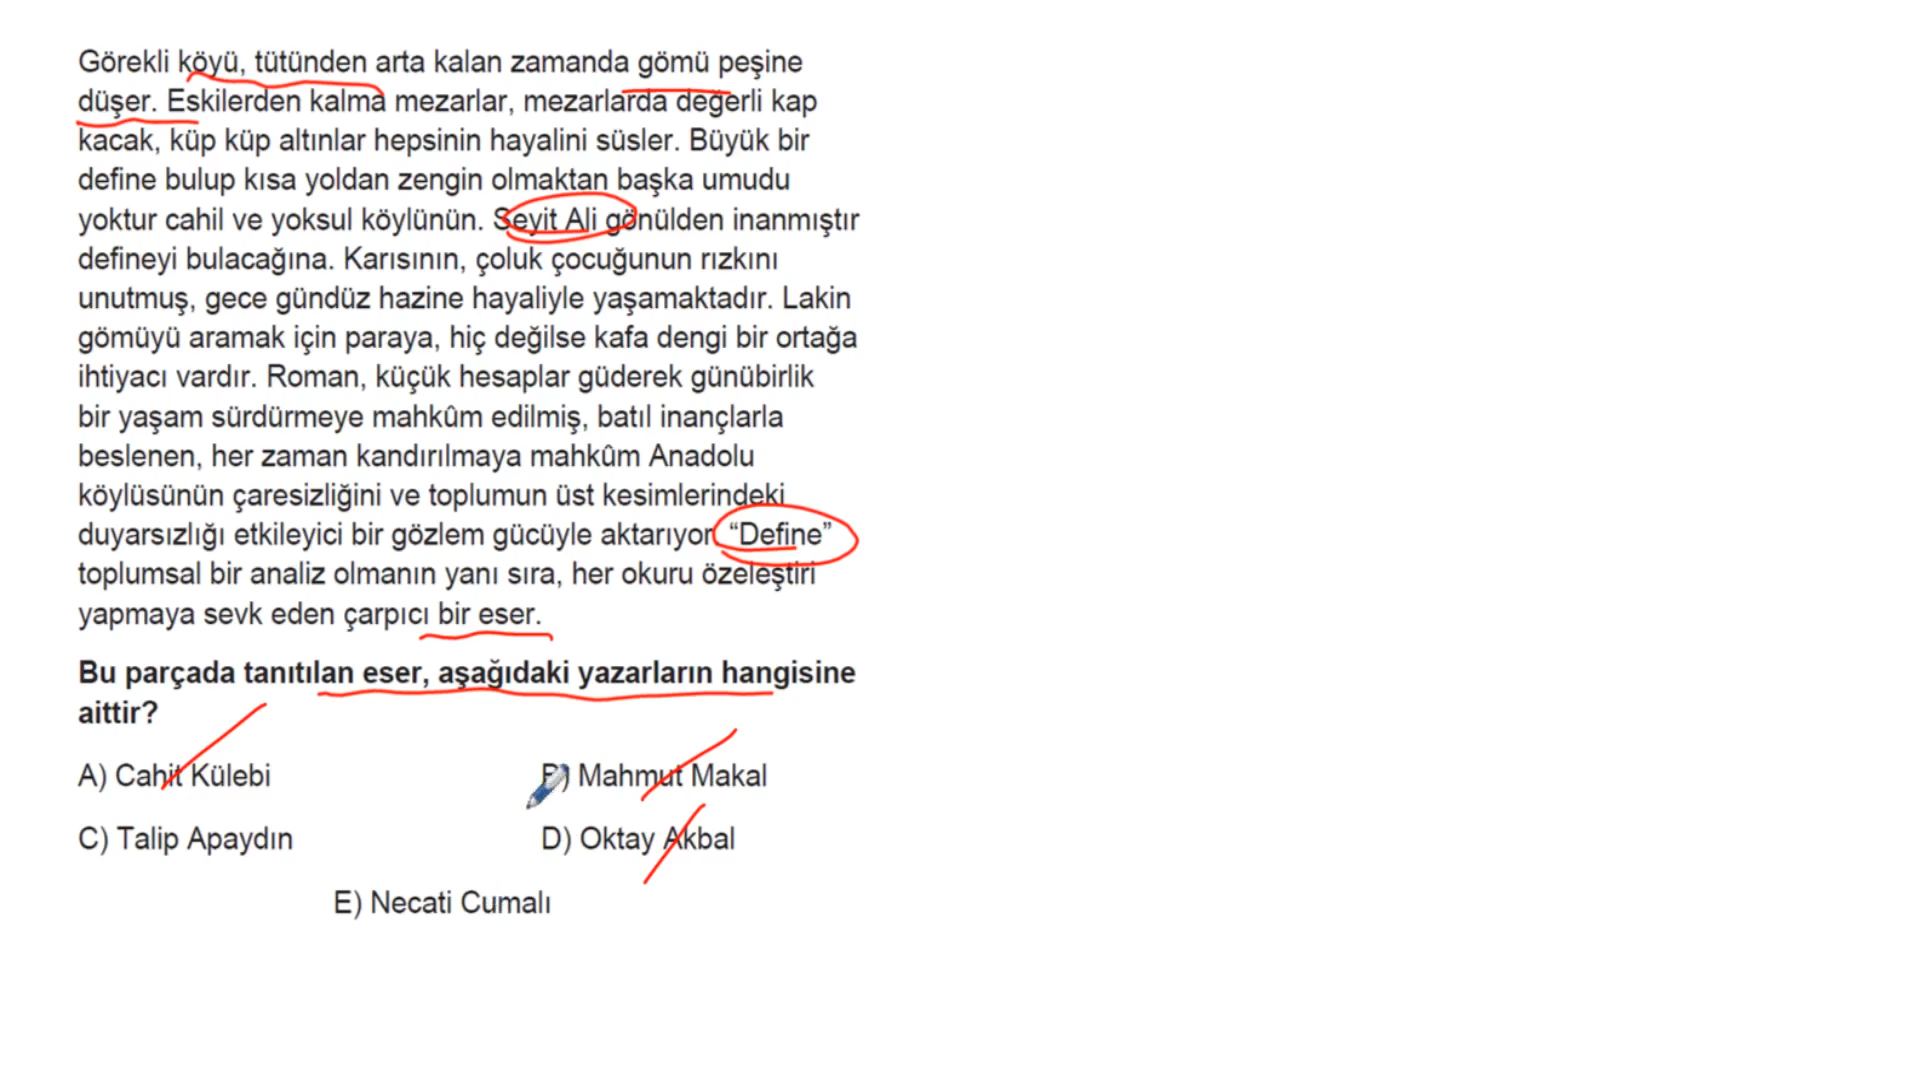 Görekli köyü, tütünden arta kalan zamanda gömü peşine
düşer. Eskilerden kalma mezarlar, mezarlarda değerli kap
kacak, küp küp altınlar hepsinin hayalini süsler. Büyük bir
define bulup kısa yoldan zengin olmaktan başka umudu
yoktur cahil ve yoksul köylünün. Seyit Ali gönülden inanmıştır
defineyi bulacağına. Karısının, çoluk çocuğunun rızkını
unutmuş, gece gündüz hazine hayaliyle yaşamaktadır. Lakin
gömüyü aramak için paraya, hiç değilse kafa dengi bir ortağa
ihtiyacı vardır. Roman, küçük hesaplar güderek günübirlik
bir yaşam sürdürmeye mahkûm edilmiş, batıl inançlarla
beslenen, her zaman kandırılmaya mahkûm Anadolu
köylüsünün çaresizliğini ve toplumun üst kesimlerindeki
duyarsızlığı etkileyici bir gözlem gücüyle aktarıyor. “Define”
toplumsal bir analiz olmanın yanı sıra, her okuru özeleştiri
yapmaya sevk eden çarpıcı bir eser.
Bu parçada tanıtılan eser, aşağıdaki yazarların hangisine
aittir?
A) Cahit Külebi
B) Mahmut Makal
C) Talip Apaydın
D) Oktay Akbal
E) Necati Cumalı